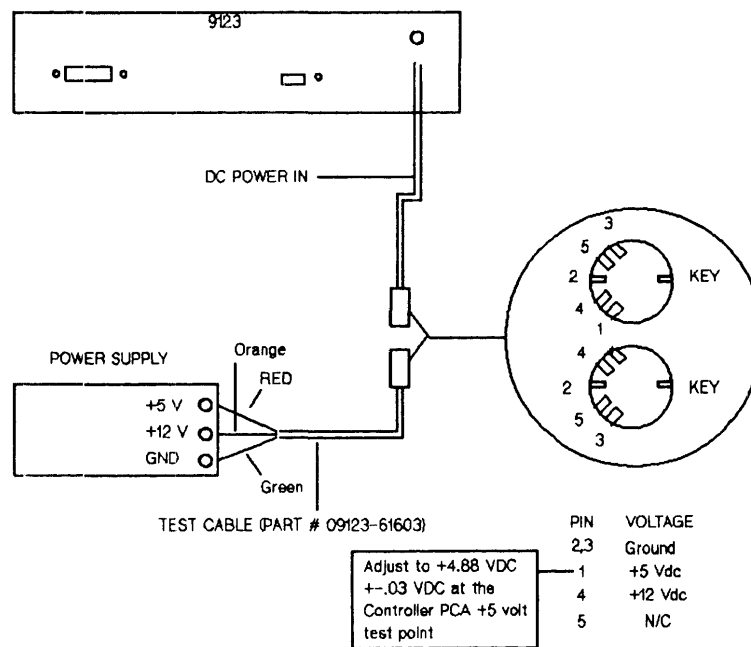 9123
DC POWER IN
3
5
2
KEY
4
1
4
2
KEY
5
3
POWER SUPPLY
Orange
RED
+5 V
+12 V
GND
Green
TEST CABLE (PART # 09123-61603)
PIN VOLTAGE
2,3 Ground
1 +5 Vdc
4 +12 Vdc
5 N/C
Adjust to +4.88 VDC
+-.03 VDC at the
Controller PCA +5 volt
test point